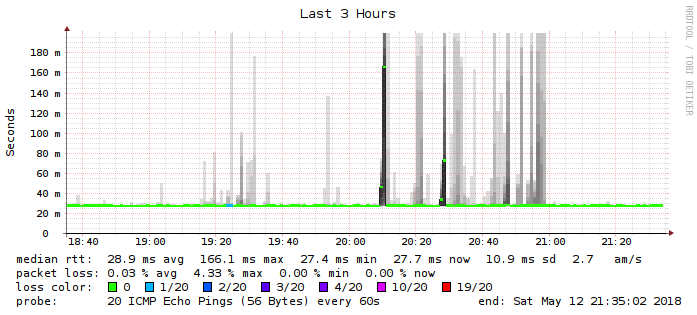 Last 3 Hours
RRDTOOL / TOBI OETIKER
Seconds
180 m
160 m
140 m
120 m
100 m
80 m
60 m
40 m
20 m
0
18:40 19:00 19:20 19:40 20:00 20:20 20:40 21:00 21:20
median rtt: 28.9 ms avg 166.1 ms max 27.4 ms min 27.7 ms now 10.9 ms sd 2.7 am/s
packet loss: 0.03 % avg 4.33 % max 0.00 % min 0.00 % now
loss color: 0 1/20 2/20 3/20 4/20 10/20 19/20
probe: 20 ICMP Echo Pings (56 Bytes) every 60s end: Sat May 12 21:35:02 2018